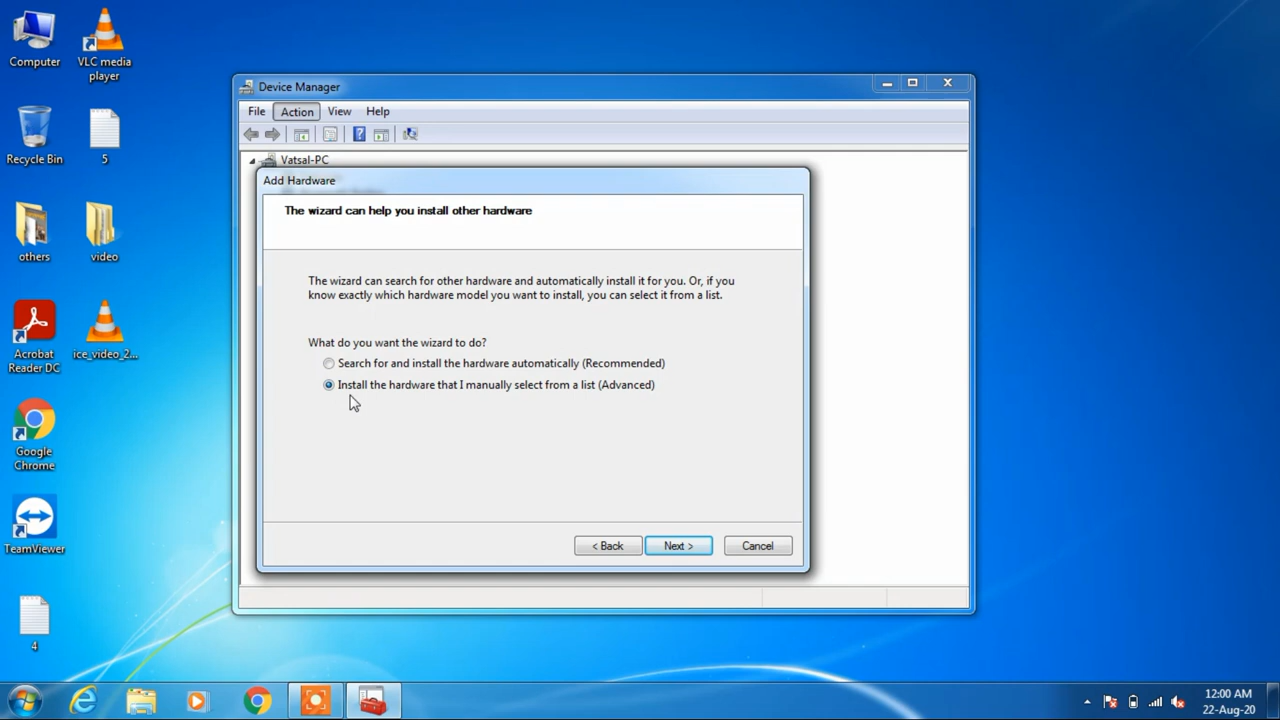 Computer
VLC media
player
Recycle Bin
5
others
video
Acrobat
Reader DC
ice_video_2...
Google
Chrome
TeamViewer
4
Device Manager
File Action View Help
Vatsal-PC
Add Hardware
The wizard can help you install other hardware
The wizard can search for other hardware and automatically install it for you. Or, if you
know exactly which hardware model you want to install, you can select it from a list.
What do you want the wizard to do?
Search for and install the hardware automatically (Recommended)
Install the hardware that I manually select from a list (Advanced)
< Back Next > Cancel
12:00 AM
22-Aug-20